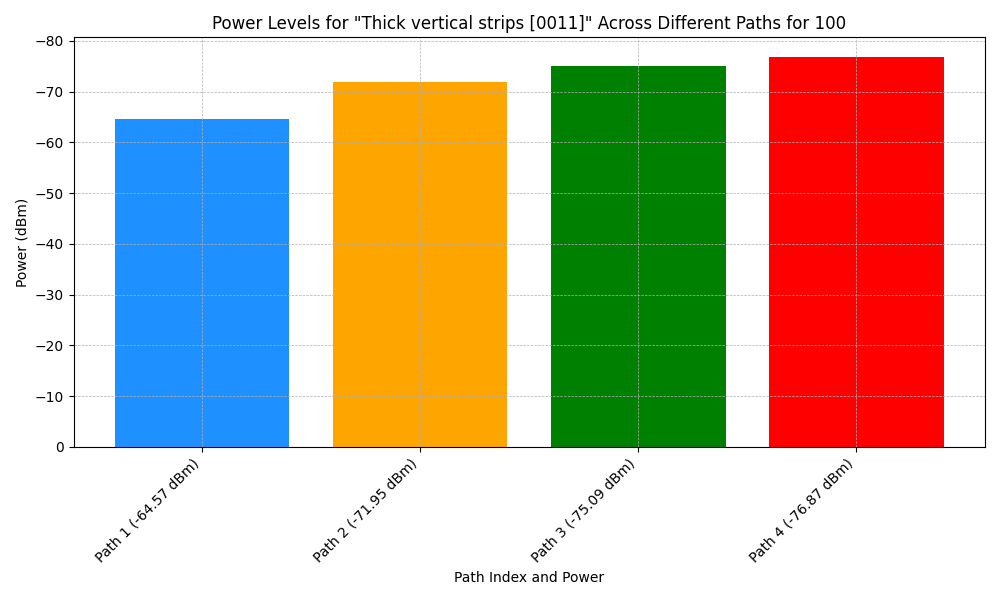 Power Levels for "Thick vertical strips [0011]" Across Different Paths for 100
Power (dBm)
−80
−70
−60
−50
−40
−30
−20
−10
0
Path 1 (-64.57 dBm)
Path 2 (-71.95 dBm)
Path 3 (-75.09 dBm)
Path 4 (-76.87 dBm)
Path Index and Power